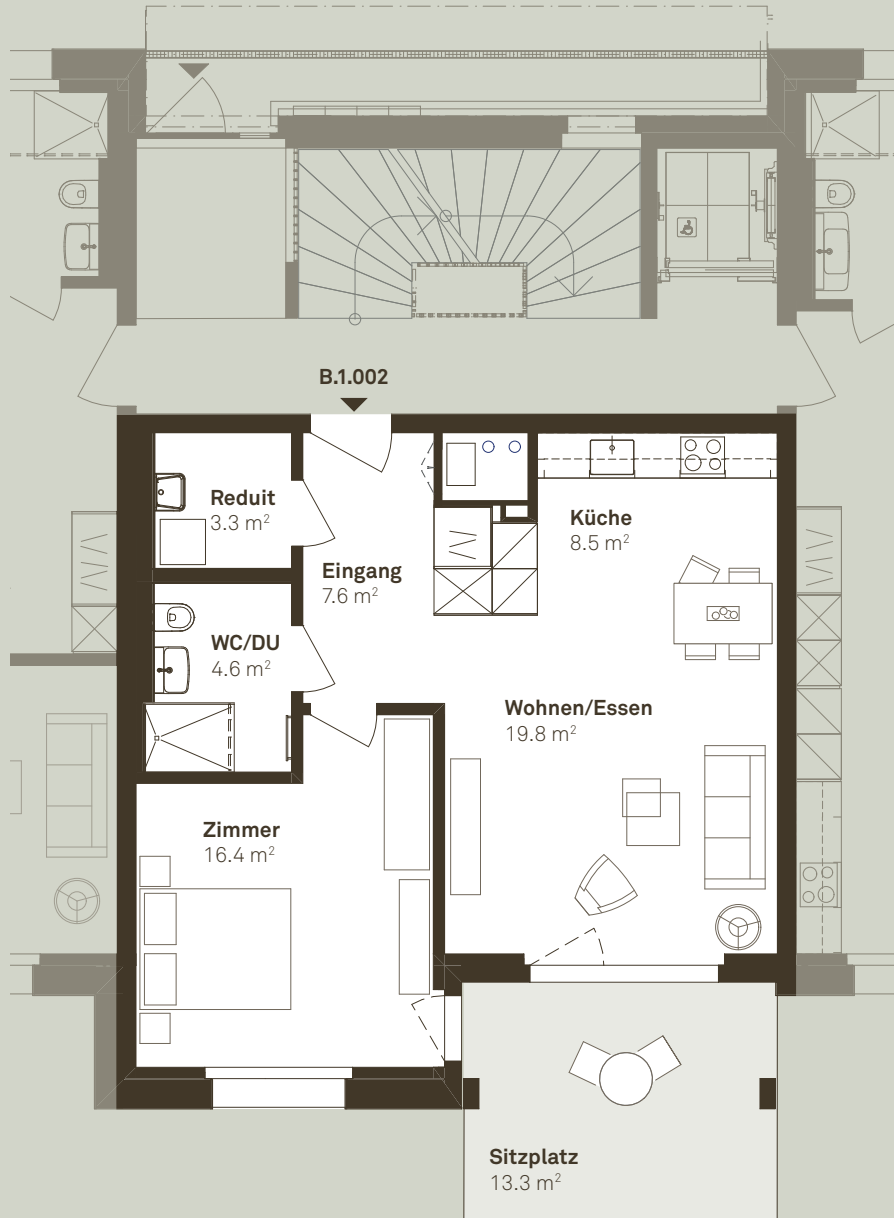 B.1.002
Reduit
3.3 m²
Küche
8.5 m²
Eingang
7.6 m²
WC/DU
4.6 m²
Wohnen/Essen
19.8 m²
Zimmer
16.4 m²
Sitzplatz
13.3 m²